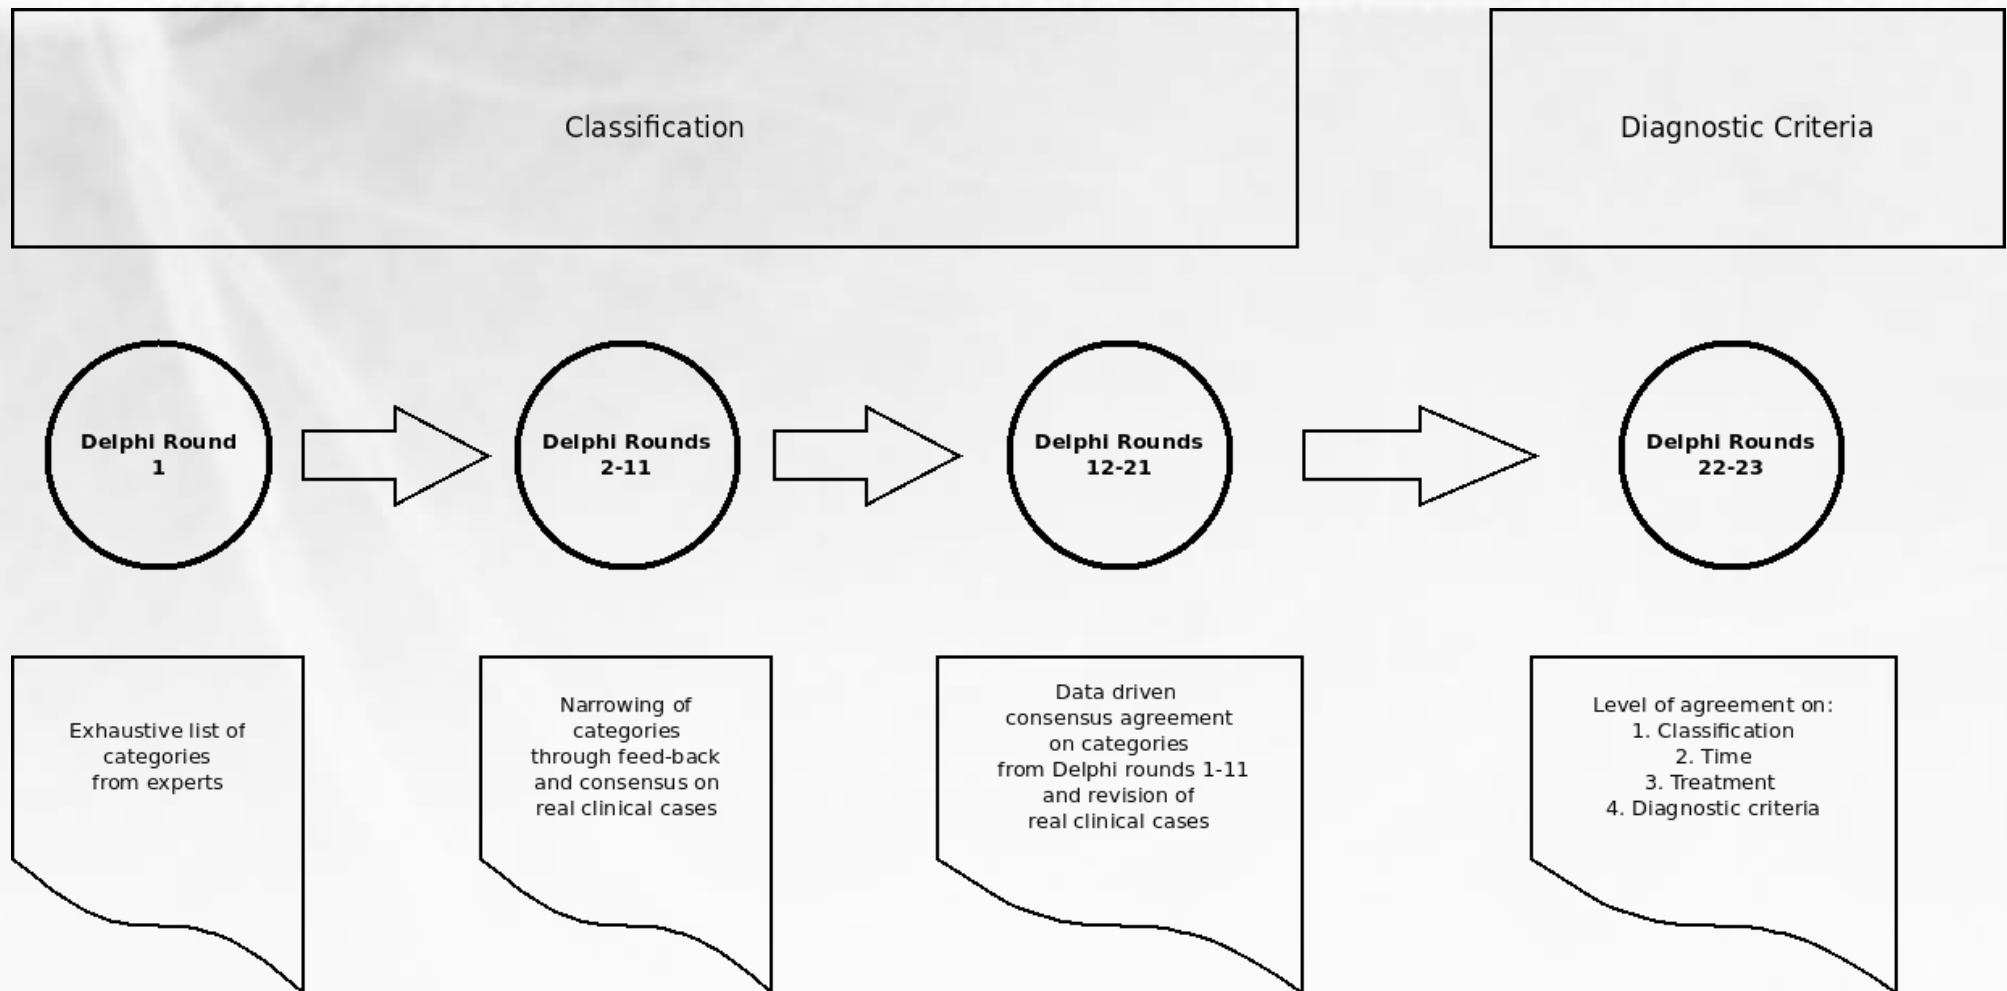 Classification
Diagnostic Criteria
Delphi Round
1
Delphi Rounds
2-11
Delphi Rounds
12-21
Delphi Rounds
22-23
Exhaustive list of
categories
from experts
Narrowing of
categories
through feed-back
and consensus on
real clinical cases
Data driven
consensus agreement
on categories
from Delphi rounds 1-11
and revision of
real clinical cases
Level of agreement on:
1. Classification
2. Time
3. Treatment
4. Diagnostic criteria